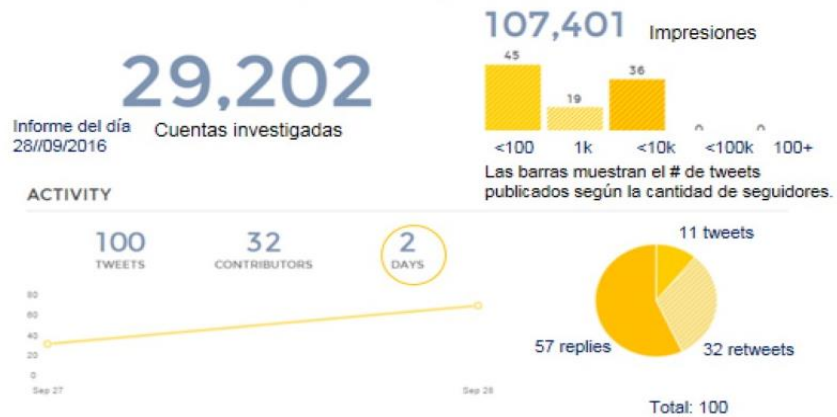 107,401 Impresiones
29,202
Informe del día
28//09/2016
Cuentas investigadas
45
19
36
0
0
<100
1k
<10k
<100k
100+
Las barras muestran el # de tweets
publicados según la cantidad de seguidores.
ACTIVITY
100
TWEETS
32
CONTRIBUTORS
2
DAYS
80
60
40
20
0
Sep 27
Sep 28
11 tweets
57 replies
32 retweets
Total: 100